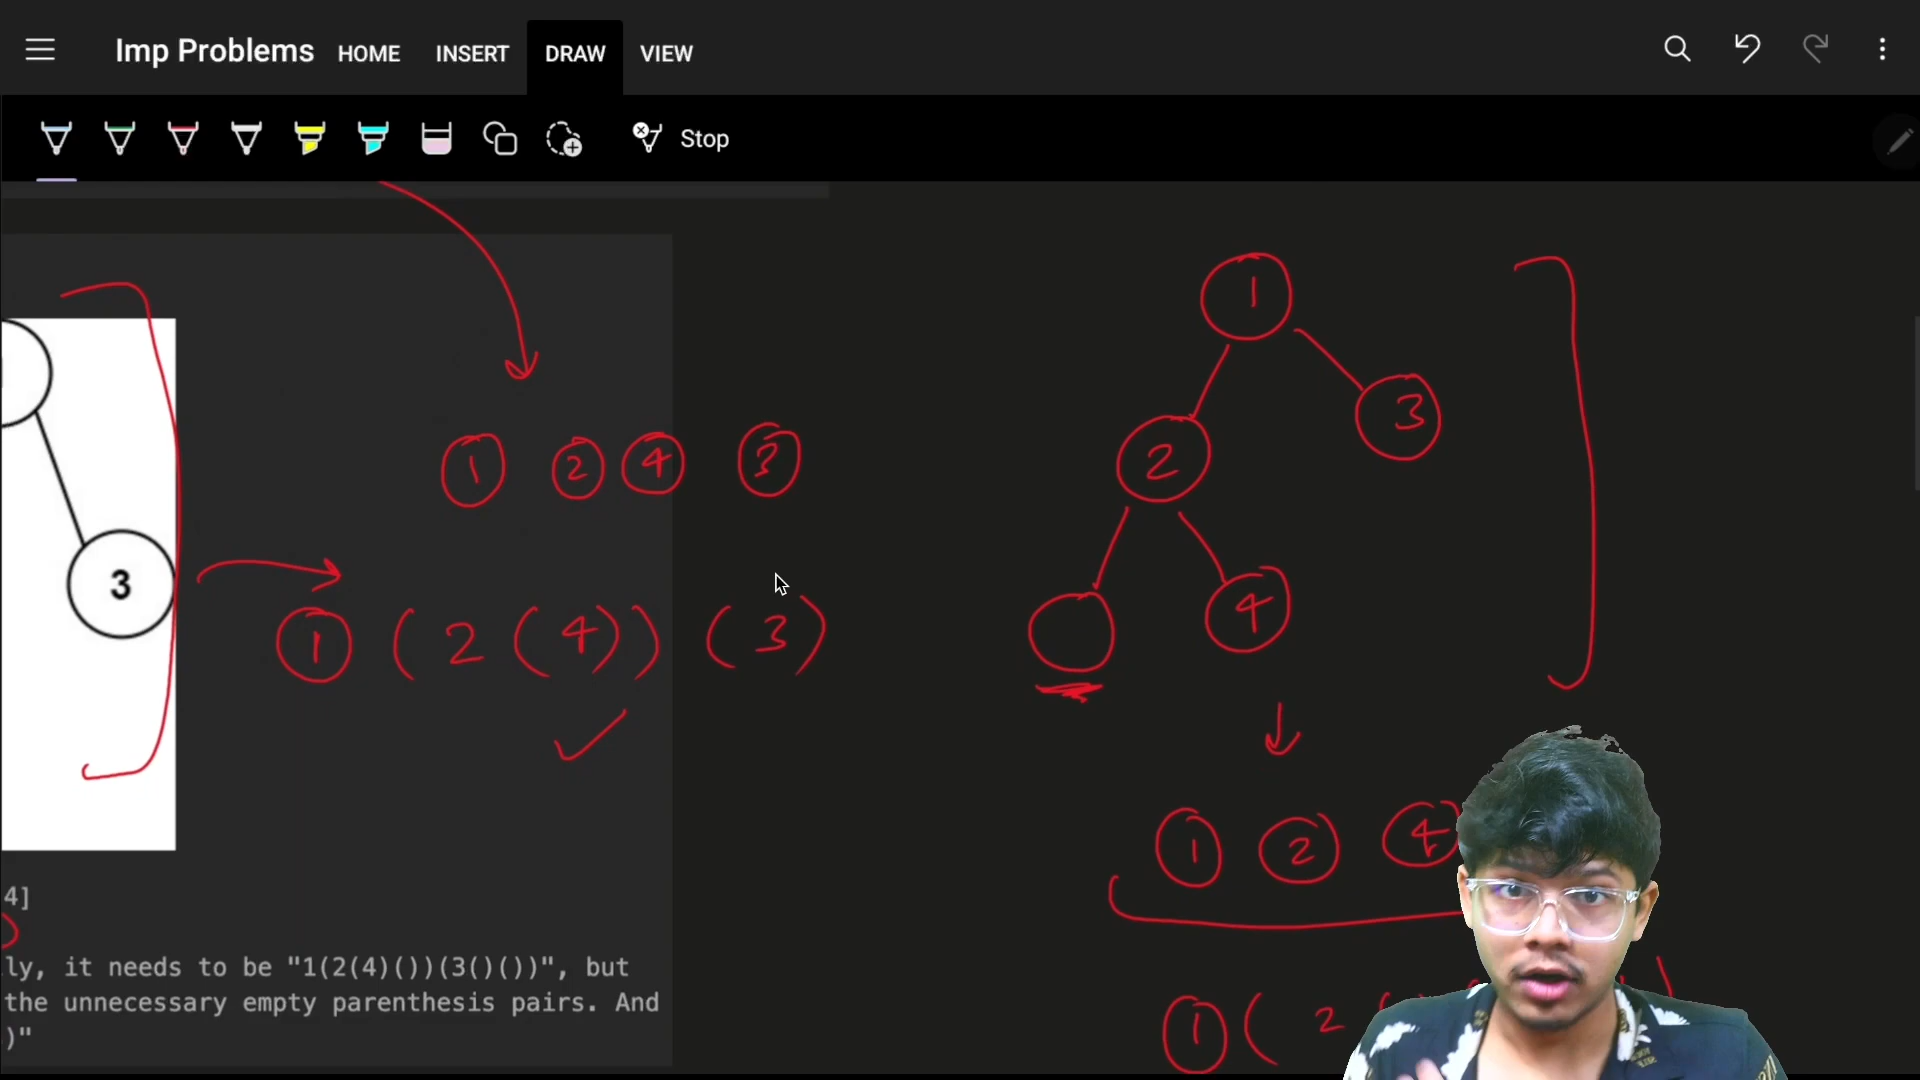 Imp Problems HOME INSERT DRAW VIEW
Stop
1
3
2
4
1 2 4 3
3
1 ( 2 ( 4 ) ) ( 3 )
1 2 4
4]
ly, it needs to be "1(2(4)())(3()())", but
the unnecessary empty parenthesis pairs. And
)"
1 ( 2 (